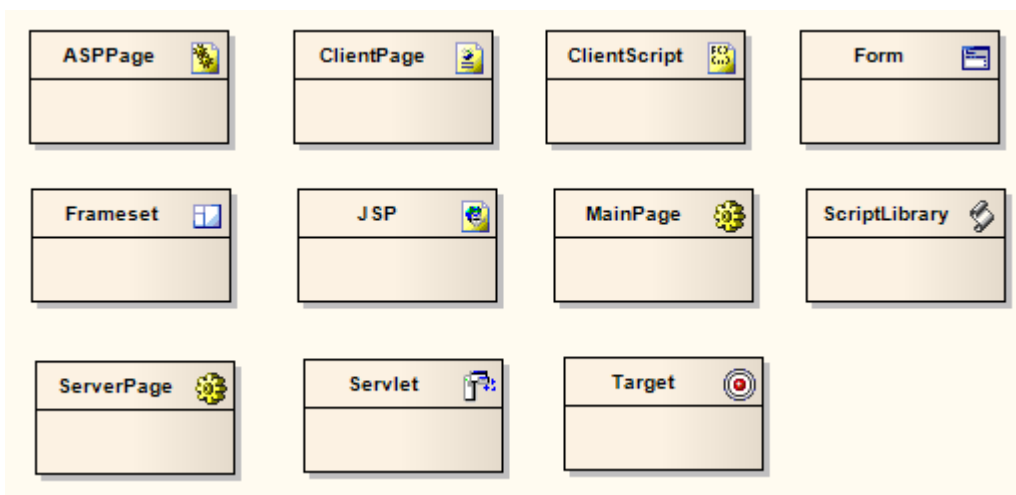 ASPPage
ClientPage
ClientScript
Form
Frameset
JSP
MainPage
ScriptLibrary
ServerPage
Servlet
Target